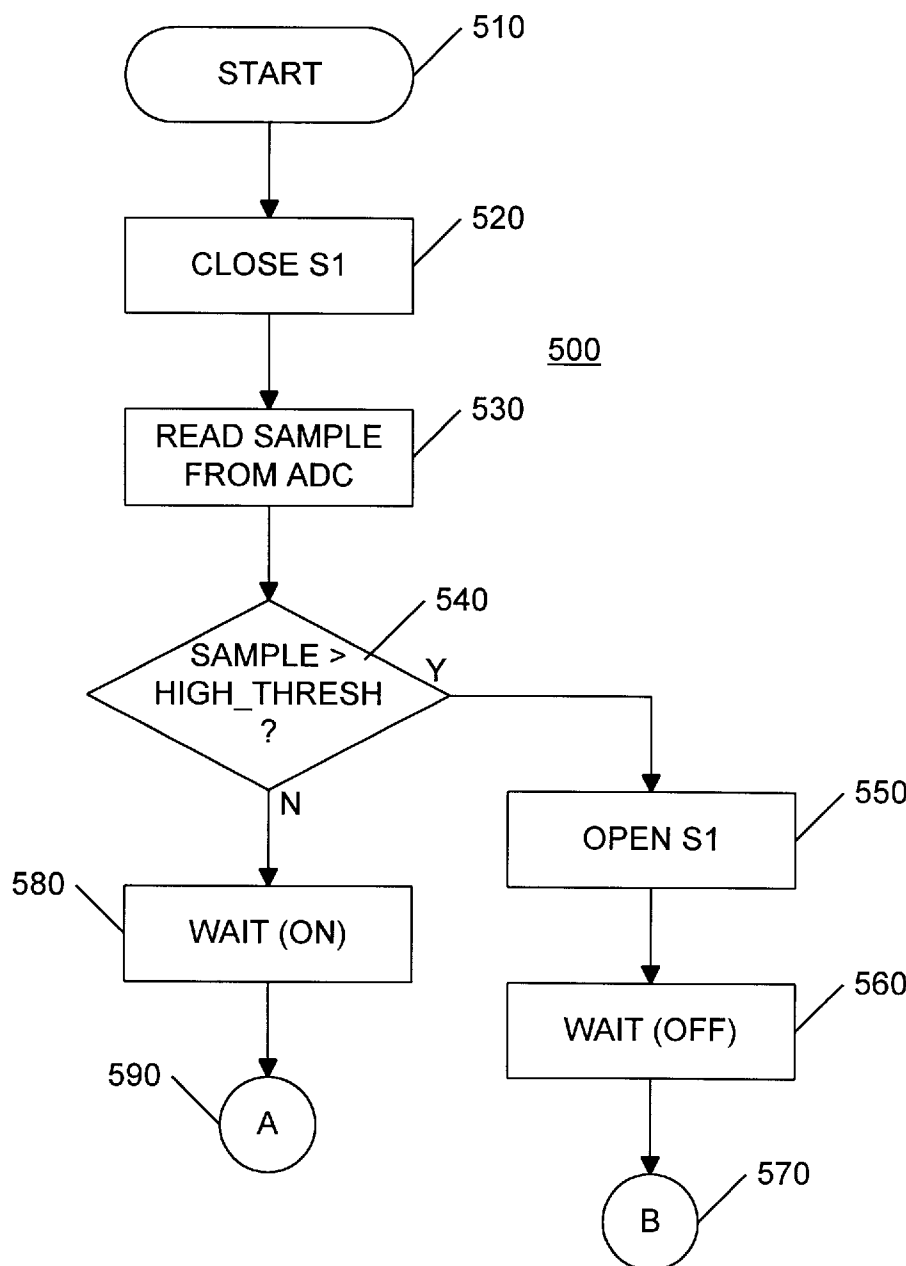 510
START
520
CLOSE S1
500
530
READ SAMPLE
FROM ADC
540
SAMPLE >
HIGH_THRESH
?
Y
N
550
OPEN S1
580
WAIT (ON)
560
WAIT (OFF)
590
A
570
B